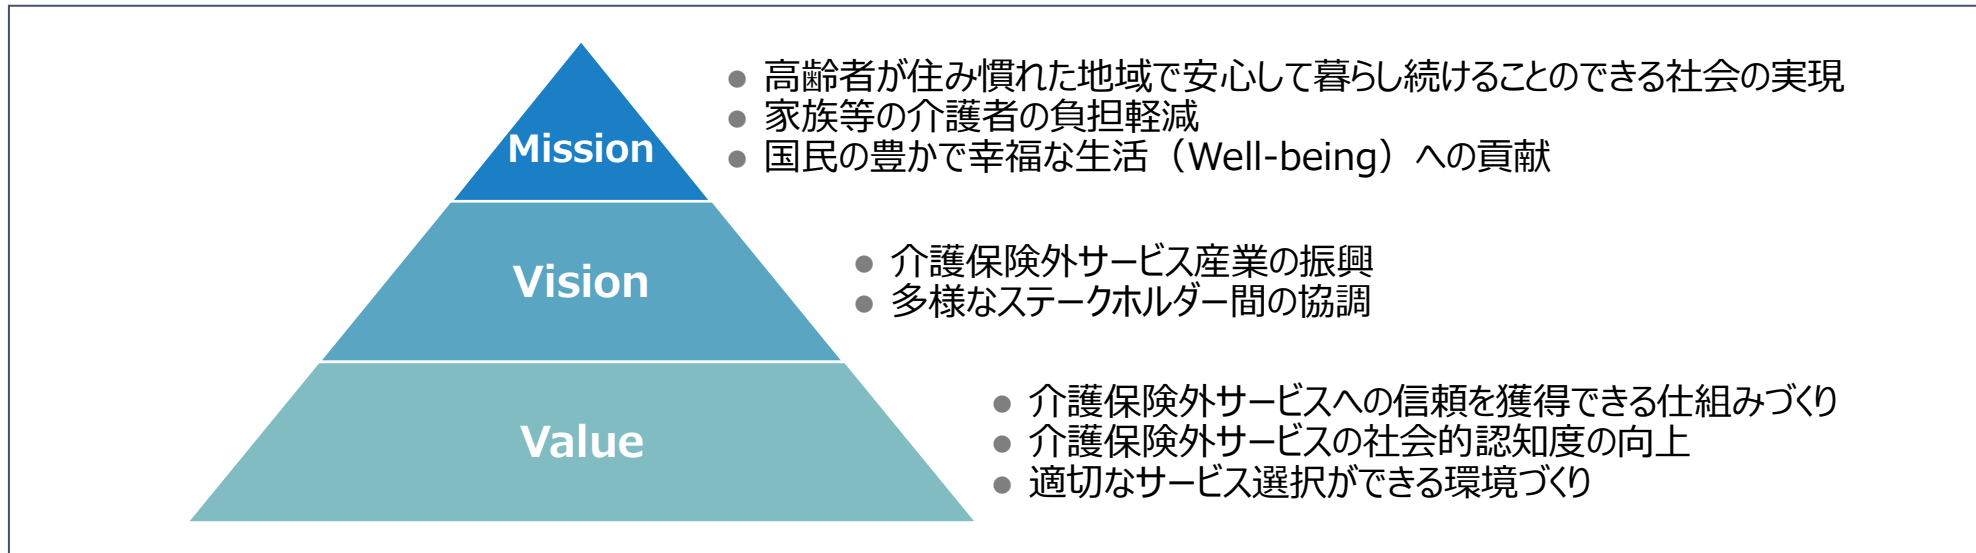 Mission
● 高齢者が住み慣れた地域で安心して暮らし続けることのできる社会の実現
● 家族等の介護者の負担軽減
● 国民の豊かで幸福な生活（Well-being）への貢献
Vision
● 介護保険外サービス産業の振興
● 多様なステークホルダー間の協調
Value
● 介護保険外サービスへの信頼を獲得できる仕組みづくり
● 介護保険外サービスの社会的認知度の向上
● 適切なサービス選択ができる環境づくり